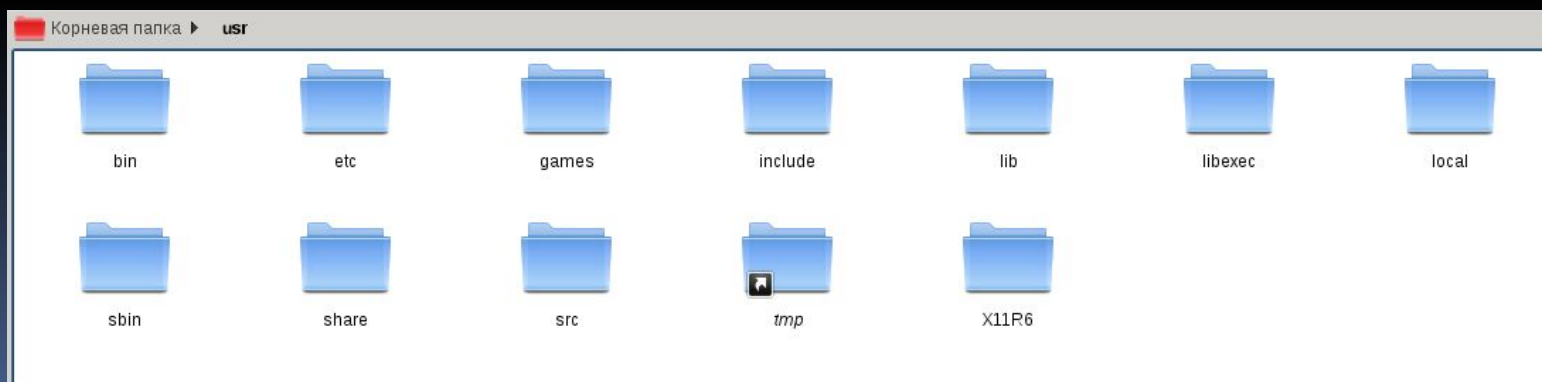 Корневая папка usr
bin etc games include lib libexec local
sbin share src tmp X11R6